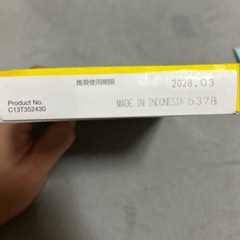 推奨使用期限 2028.03
Product No.
C13T352430
MADE IN INDONESIA 5378